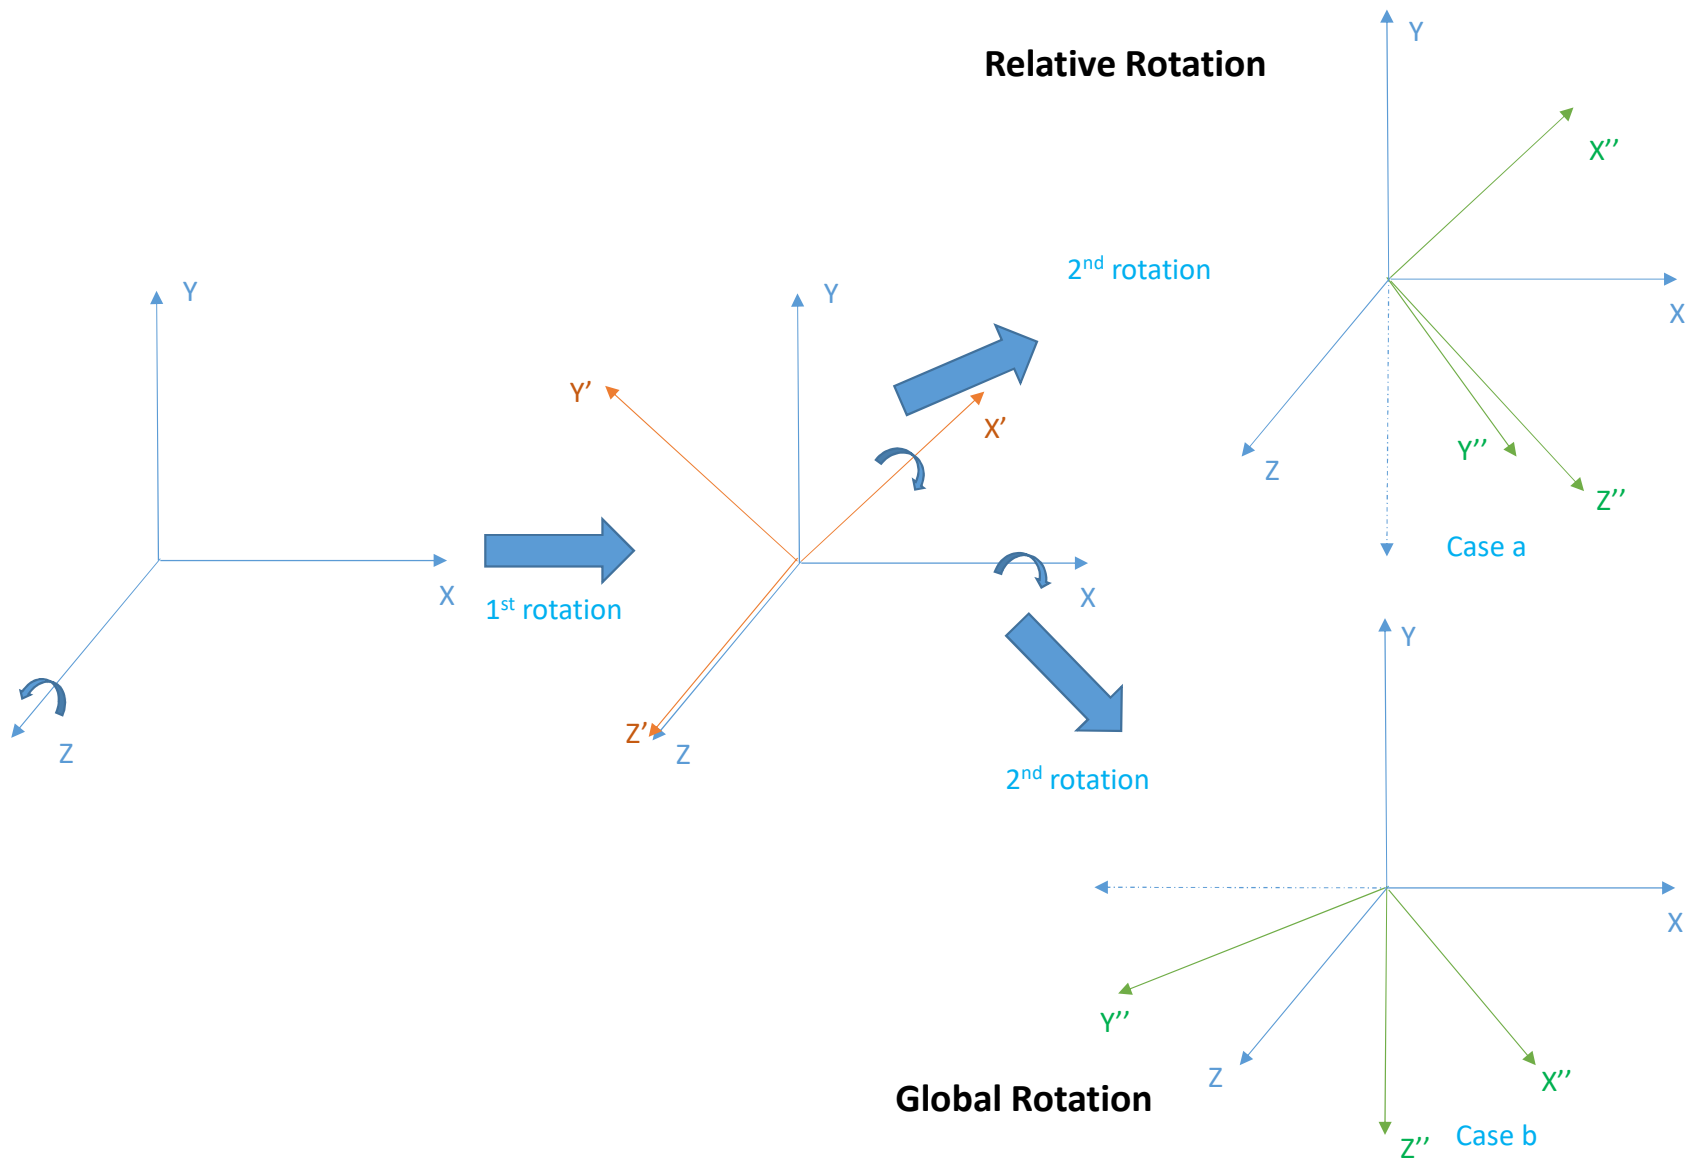 Relative Rotation
Y
X’’
2nd rotation
X
Y’’
Z
Z’’
Case a
Y
X
Z
1st rotation
Y
Y’
X’
X
Z’
Z
2nd rotation
Y
X
Y’’
Z
X’’
Z’’
Case b
Global Rotation